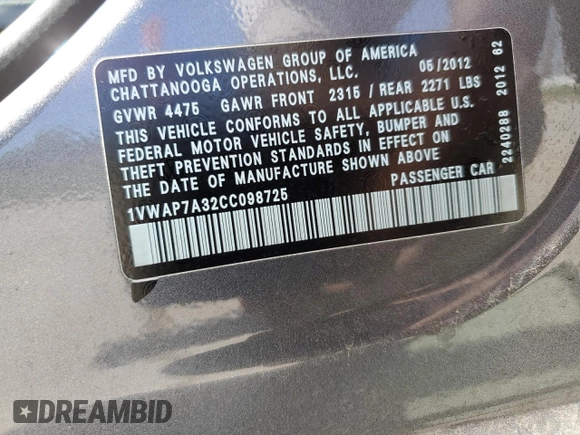 MFD BY VOLKSWAGEN GROUP OF AMERICA 05/2012
CHATTANOOGA OPERATIONS, LLC.
GVWR 4475 GAWR FRONT 2315 / REAR 2271 LBS
THIS VEHICLE CONFORMS TO ALL APPLICABLE U.S.
FEDERAL MOTOR VEHICLE SAFETY, BUMPER AND
THEFT PREVENTION STANDARDS IN EFFECT ON
THE DATE OF MANUFACTURE SHOWN ABOVE
1VWAP7A32CC098725 PASSENGER CAR
2240288 2012 62
DREAMBID